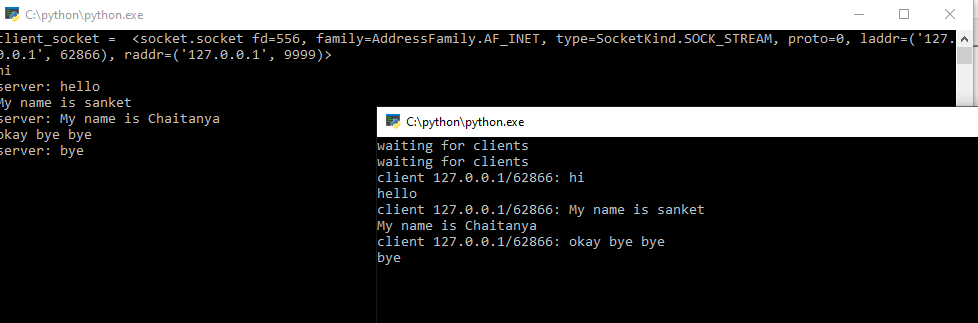 C:\python\python.exe
client_socket =  <socket.socket fd=556, family=AddressFamily.AF_INET, type=SocketKind.SOCK_STREAM, proto=0, laddr=('127.
0.0.1', 62866), raddr=('127.0.0.1', 9999)>
hi
server: hello
My name is sanket
server: My name is Chaitanya
okay bye bye
server: bye
C:\python\python.exe
waiting for clients
waiting for clients
client 127.0.0.1/62866: hi
hello
client 127.0.0.1/62866: My name is sanket
My name is Chaitanya
client 127.0.0.1/62866: okay bye bye
bye